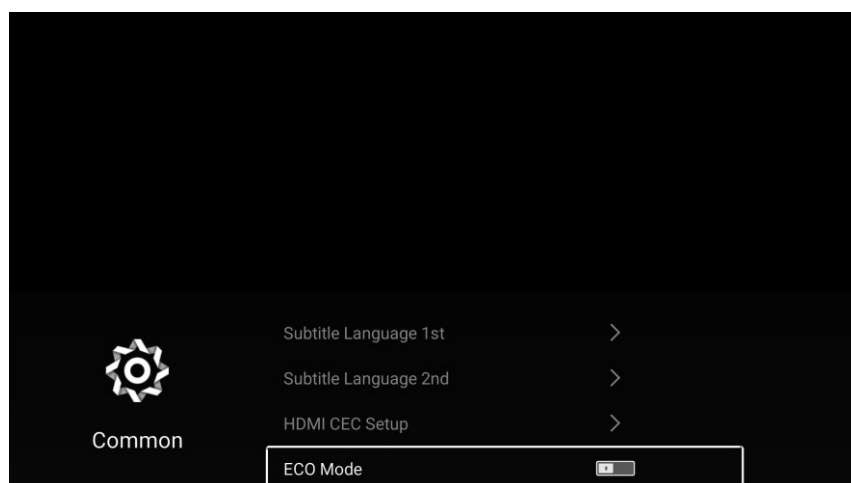 Subtitle Language 1st
Subtitle Language 2nd
HDMI CEC Setup
Common
ECO Mode